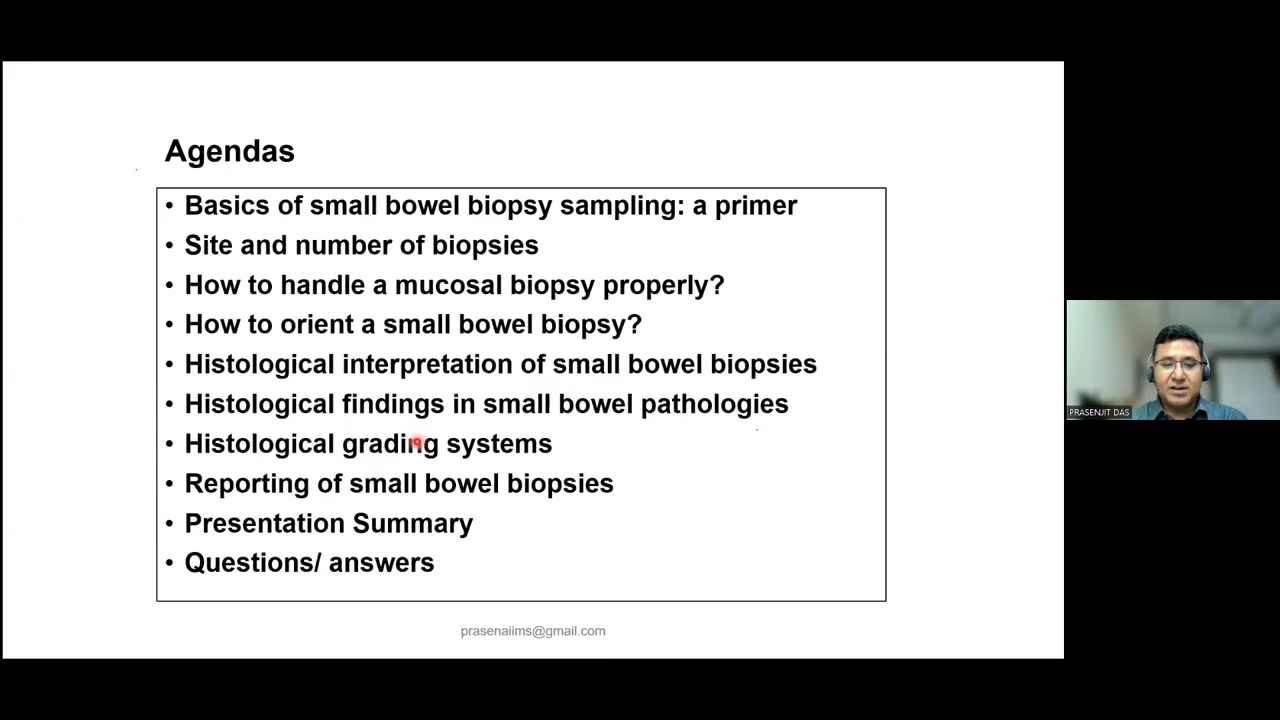 Agendas
• Basics of small bowel biopsy sampling: a primer
• Site and number of biopsies
• How to handle a mucosal biopsy properly?
• How to orient a small bowel biopsy?
• Histological interpretation of small bowel biopsies
• Histological findings in small bowel pathologies
• Histological grading systems
• Reporting of small bowel biopsies
• Presentation Summary
• Questions/ answers
prasenaiims@gmail.com
PRASENJIT DAS